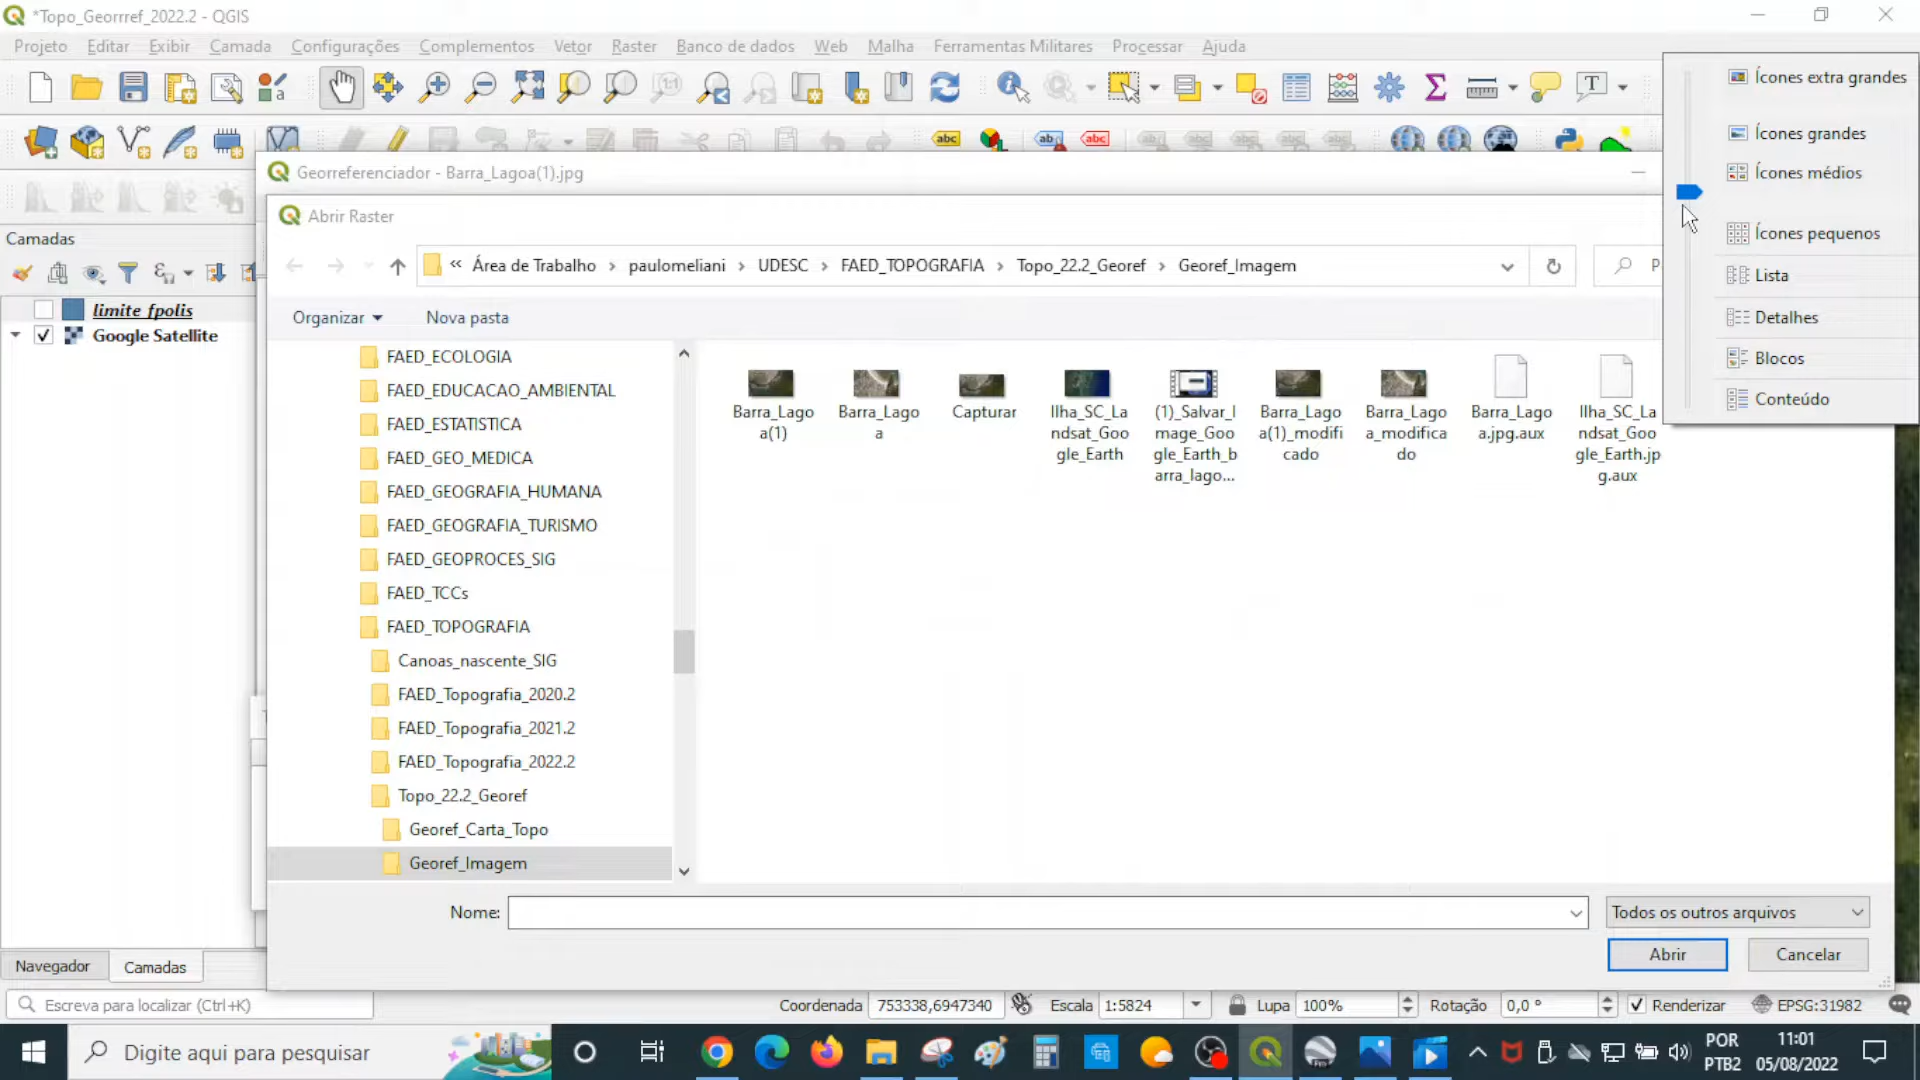 *Topo_Georrref_2022.2 - QGIS
Projeto Editar Exibir Camada Configurações Complementos Vetor Raster Banco de dados Web Malha Ferramentas Militares Processar Ajuda
Ícones extra grandes
Ícones grandes
Ícones médios
Ícones pequenos
Lista
Detalhes
Blocos
Conteúdo
abc abc abc
Georreferenciador - Barra_Lagoa(1).jpg
Abrir Raster
Camadas
« Área de Trabalho › paulomeliani › UDESC › FAED_TOPOGRAFIA › Topo_22.2_Georef › Georef_Imagem
P
Organizar
Nova pasta
limite fpolis
Google Satellite
FAED_ECOLOGIA
FAED_EDUCACAO_AMBIENTAL
FAED_ESTATISTICA
FAED_GEO_MEDICA
FAED_GEOGRAFIA_HUMANA
FAED_GEOGRAFIA_TURISMO
FAED_GEOPROCES_SIG
FAED_TCCs
FAED_TOPOGRAFIA
Canoas_nascente_SIG
FAED_Topografia_2020.2
FAED_Topografia_2021.2
FAED_Topografia_2022.2
Topo_22.2_Georef
Georef_Carta_Topo
Georef_Imagem
Barra_Lago
a(1)
Barra_Lago
a
Capturar
Ilha_SC_La
ndsat_Goo
gle_Earth
(1)_Salvar_I
mage_Goo
gle_Earth_b
arra_lago...
Barra_Lago
a(1)_modifi
cado
Barra_Lago
a_modifica
do
Barra_Lago
a.jpg.aux
Ilha_SC_La
ndsat_Goo
gle_Earth.jp
g.aux
Nome:
Todos os outros arquivos
Abrir
Cancelar
Navegador
Camadas
Escreva para localizar (Ctrl+K)
Coordenada 753338,6947340 Escala 1:5824 Lupa 100% Rotação 0,0 ° Renderizar EPSG:31982
Digite aqui para pesquisar
POR
PTB2
11:01
05/08/2022